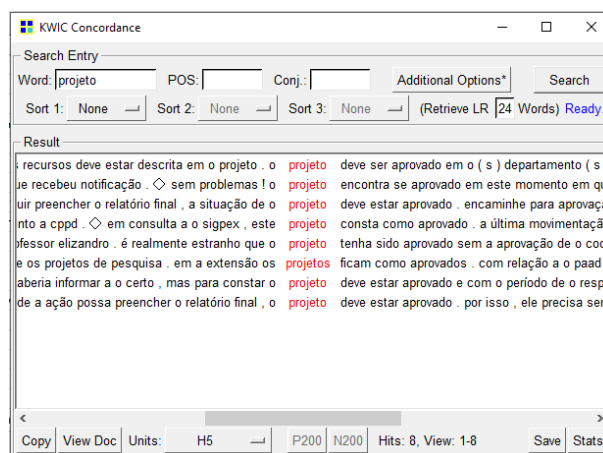 KWIC Concordance
Search Entry
Word: projeto POS: Conj.: Additional Options* Search
Sort 1: None Sort 2: None Sort 3: None (Retrieve LR 24 Words) Ready.
Result
s recursos deve estar descrita em o projeto . o projeto deve ser aprovado em o ( s ) departamento ( s
ue recebeu notificação . ◇ sem problemas ! o projeto encontra se aprovado em este momento em qu
uir preencher o relatório final , a situação de o projeto deve estar aprovado . encaminhe para aprovaç
nto a cppd . ◇ em consulta a o sigpex , este projeto consta como aprovado . a última movimentaçã
ofessor elizandro . é realmente estranho que o projeto tenha sido aprovado sem a aprovação de o coo
e os projetos de pesquisa . em a extensão os projetos ficam como aprovados . com relação a o paad
aberia informar a o certo , mas para constar o projeto deve estar aprovado e com o período de o resp
de a ação possa preencher o relatório final , o projeto deve estar aprovado . por isso , ele precisa ser
Copy View Doc Units: H5 P200 N200 Hits: 8, View: 1-8 Save Stats